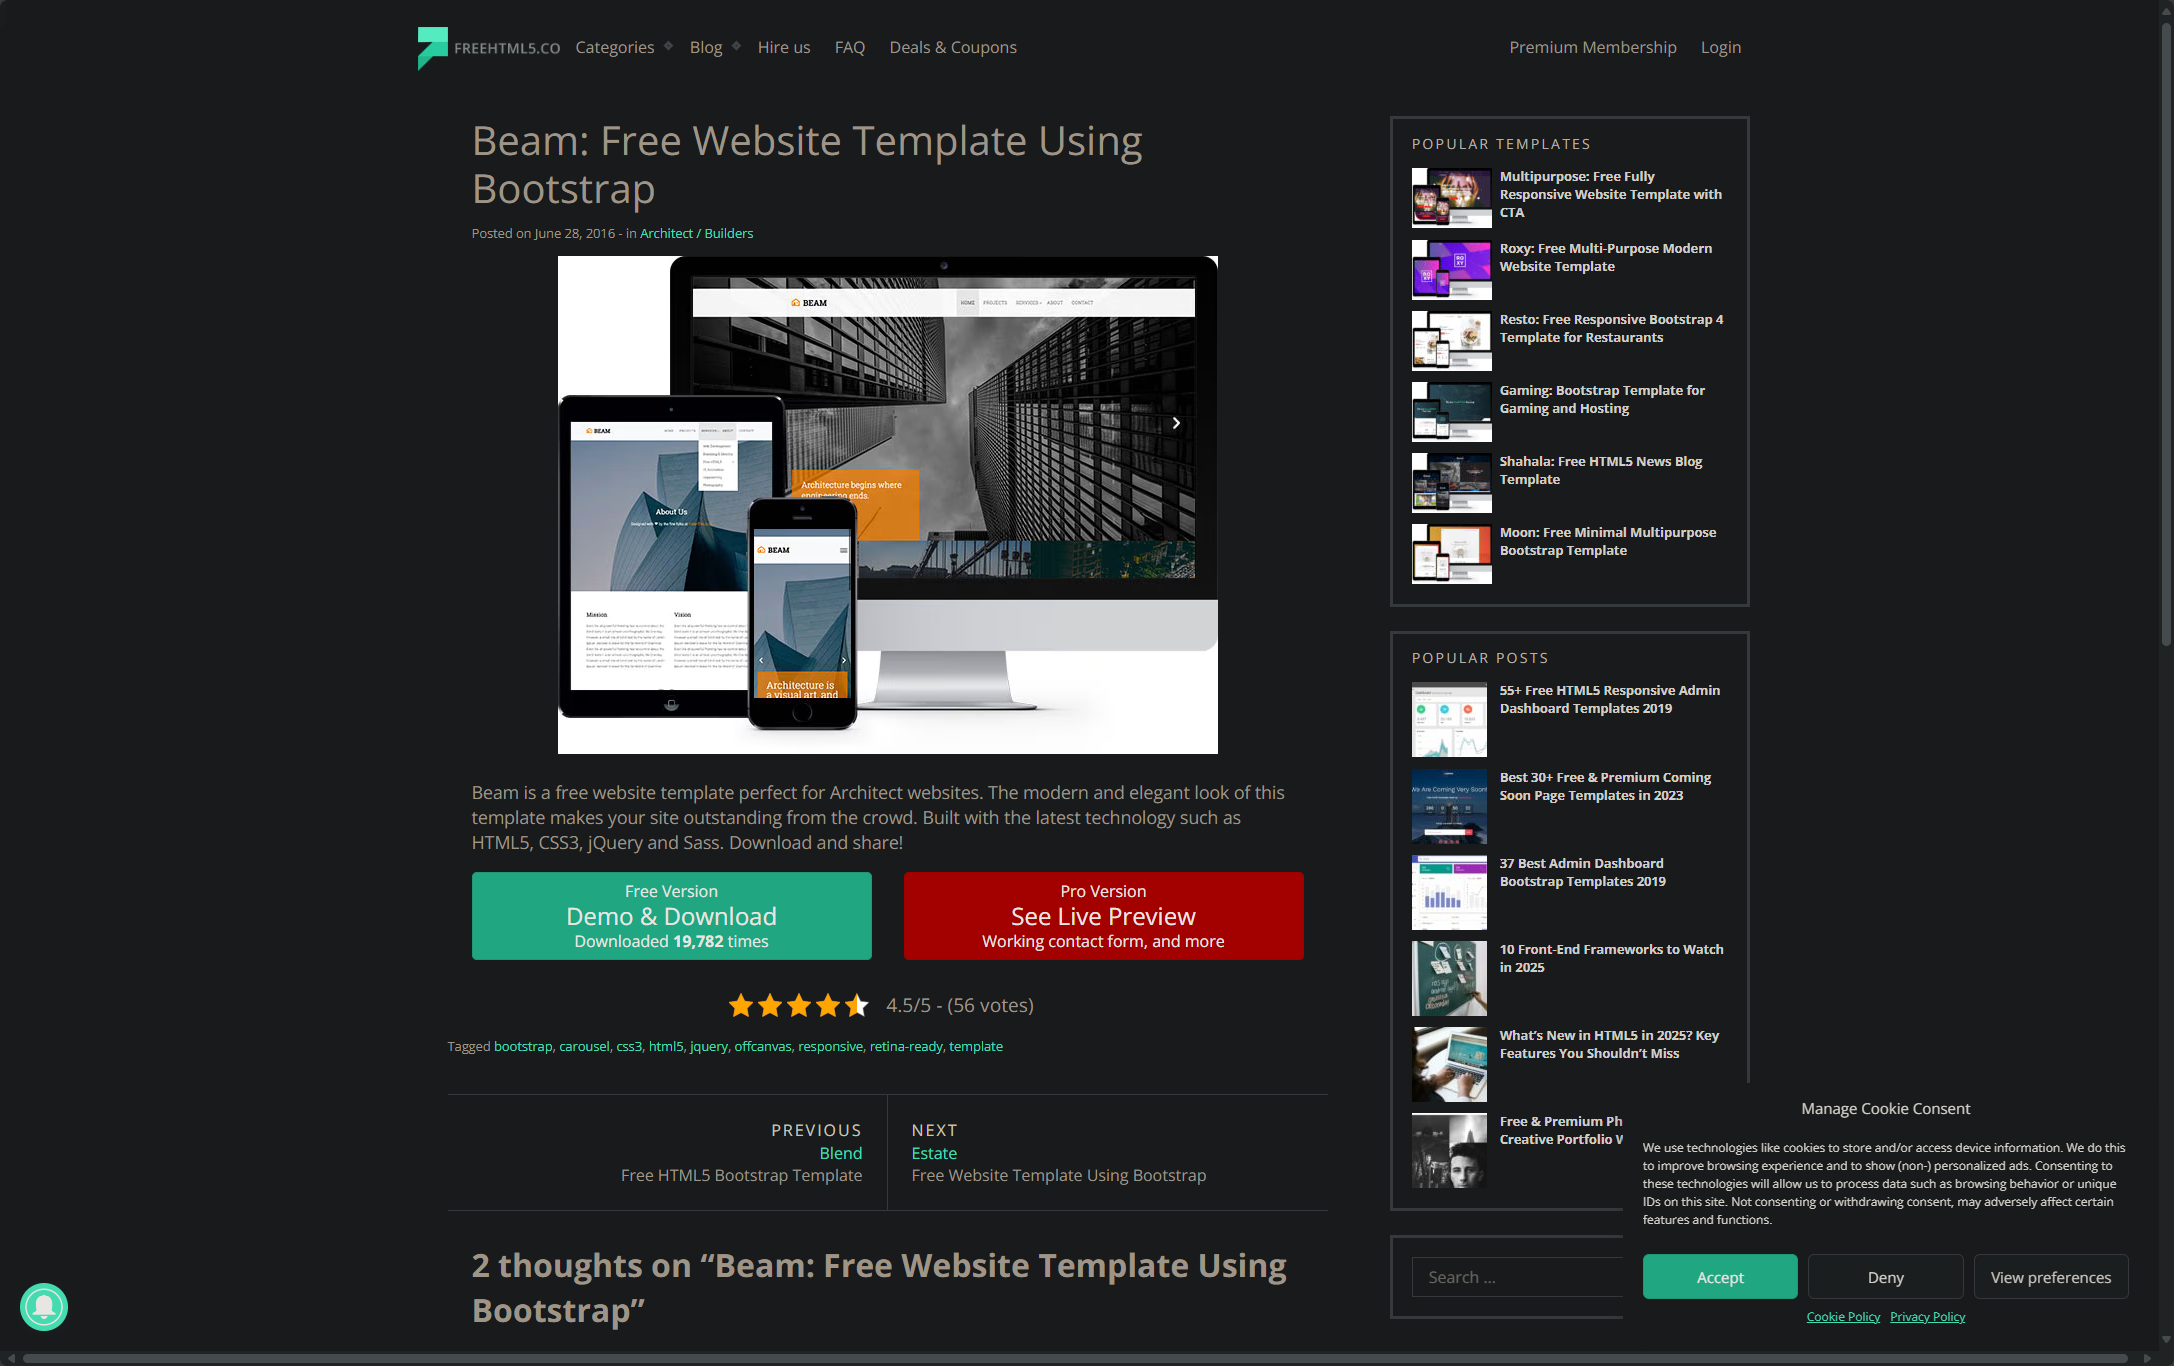 FREEHTML5.CO
Categories
Blog
Hire us
FAQ
Deals & Coupons
Premium Membership
Login
Beam: Free Website Template Using
Bootstrap
Posted on June 28, 2016 - in Architect / Builders
BEAM
HOME
PROJECTS
SERVICES
ABOUT
CONTACT
Architecture begins where
engineering ends.
BEAM
About Us
Mission
Vision
BEAM
Architecture is
a visual art, and
Beam is a free website template perfect for Architect websites. The modern and elegant look of this
template makes your site outstanding from the crowd. Built with the latest technology such as
HTML5, CSS3, jQuery and Sass. Download and share!
Free Version
Demo & Download
Downloaded 19,782 times
Pro Version
See Live Preview
Working contact form, and more
4.5/5 - (56 votes)
Tagged bootstrap, carousel, css3, html5, jquery, offcanvas, responsive, retina-ready, template
PREVIOUS
Blend
Free HTML5 Bootstrap Template
NEXT
Estate
Free Website Template Using Bootstrap
2 thoughts on “Beam: Free Website Template Using
Bootstrap”
POPULAR TEMPLATES
Multipurpose: Free Fully
Responsive Website Template with
CTA
Roxy: Free Multi-Purpose Modern
Website Template
Resto: Free Responsive Bootstrap 4
Template for Restaurants
Gaming: Bootstrap Template for
Gaming and Hosting
Shahala: Free HTML5 News Blog
Template
Moon: Free Minimal Multipurpose
Bootstrap Template
POPULAR POSTS
55+ Free HTML5 Responsive Admin
Dashboard Templates 2019
Best 30+ Free & Premium Coming
Soon Page Templates in 2023
37 Best Admin Dashboard
Bootstrap Templates 2019
10 Front-End Frameworks to Watch
in 2025
What’s New in HTML5 in 2025? Key
Features You Shouldn’t Miss
Free & Premium Ph
Creative Portfolio
Search ...
Manage Cookie Consent
We use technologies like cookies to store and/or access device information. We do this
to improve browsing experience and to show (non-) personalized ads. Consenting to
these technologies will allow us to process data such as browsing behavior or unique
IDs on this site. Not consenting or withdrawing consent, may adversely affect certain
features and functions.
Accept
Deny
View preferences
Cookie Policy
Privacy Policy